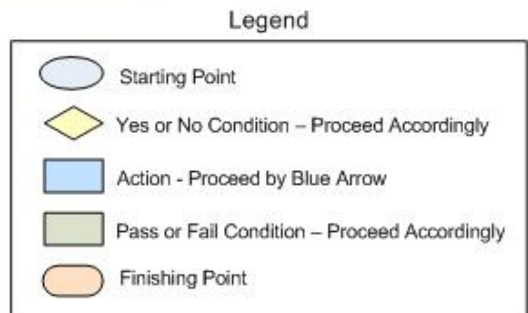 Legend
Starting Point
Yes or No Condition – Proceed Accordingly
Action - Proceed by Blue Arrow
Pass or Fail Condition – Proceed Accordingly
Finishing Point